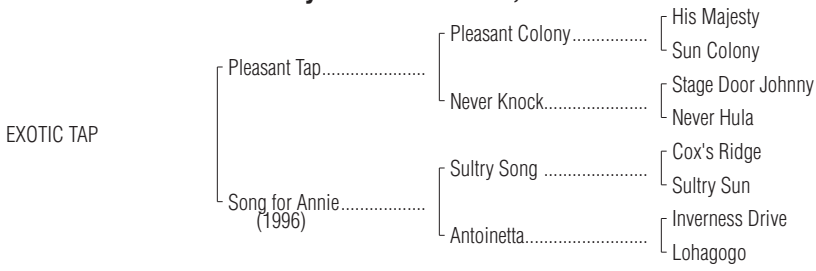 His Majesty
Pleasant Colony................
Sun Colony
Pleasant Tap......................
Stage Door Johnny
Never Knock......................
Never Hula
EXOTIC TAP
Cox's Ridge
Sultry Song ......................
Sultry Sun
Song for Annie..................
(1996)
Inverness Drive
Antoinetta..........................
Lohagogo